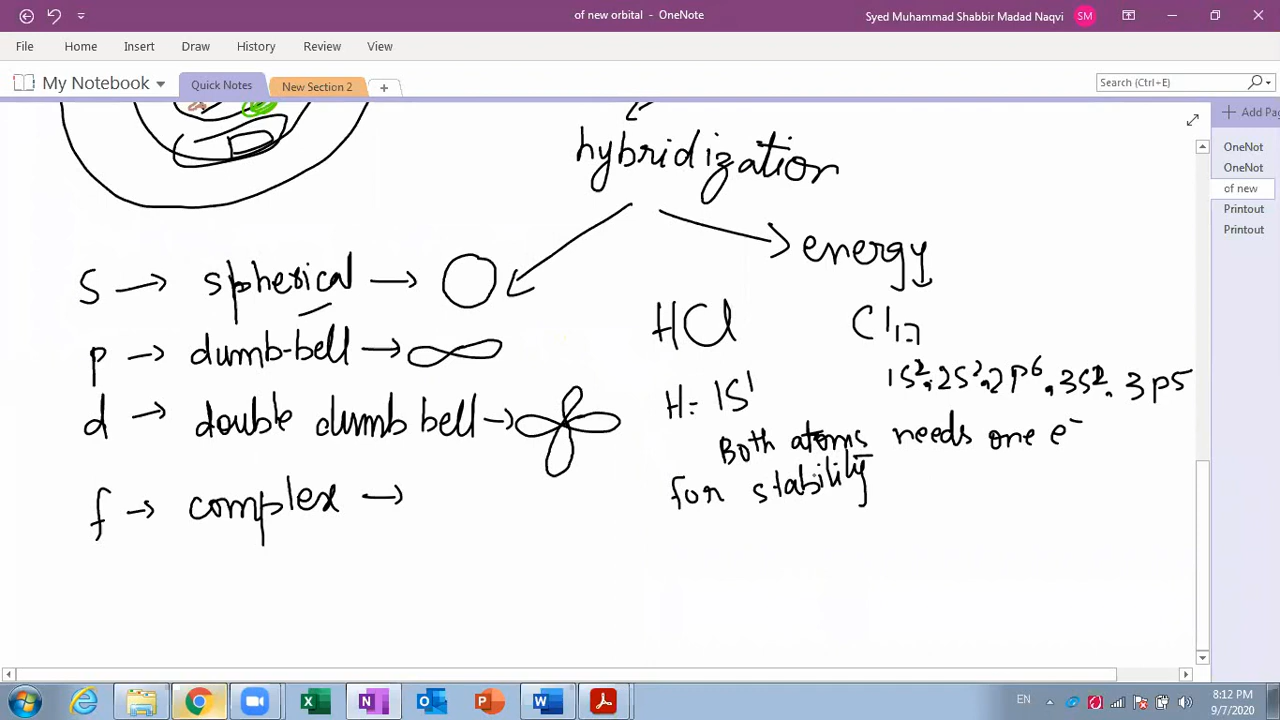 of new orbital - OneNote
Syed Muhammad Shabbir Madad Naqvi
SM
File Home Insert Draw History Review View
My Notebook
Quick Notes
New Section 2
Search (Ctrl+E)
Add Pag
OneNot
OneNot
of new
Printout
Printout
hybridization
energy
S → spherical →
p → dumb-bell →
d → double dumb bell →
f → complex →
HCl
Cl17
H= 1S1
1S2.2S2.2p6.3S2.3p5
Both atoms needs one e-
for stability
EN
8:12 PM
9/7/2020